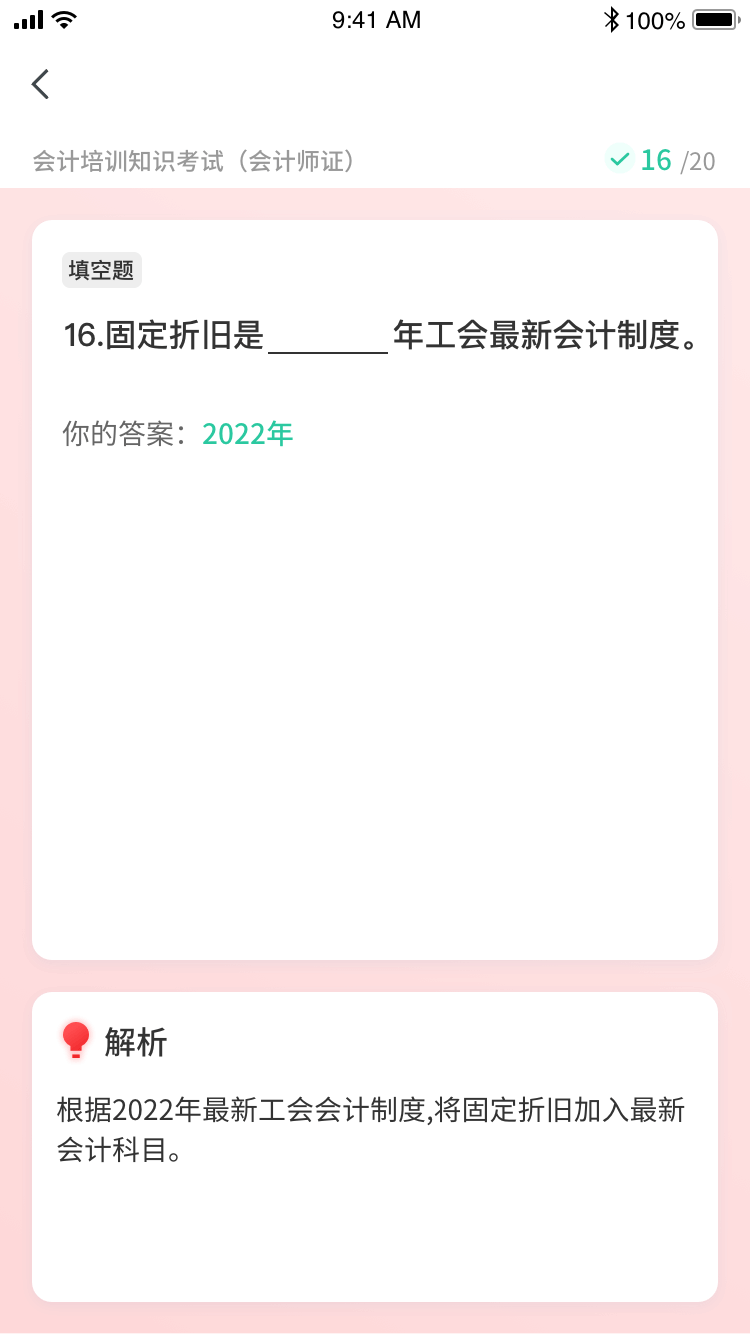 9:41 AM 100%
会计培训知识考试（会计师证） 16 /20
填空题
16.固定折旧是________年工会最新会计制度。
你的答案：2022年
解析
根据2022年最新工会会计制度,将固定折旧加入最新
会计科目。